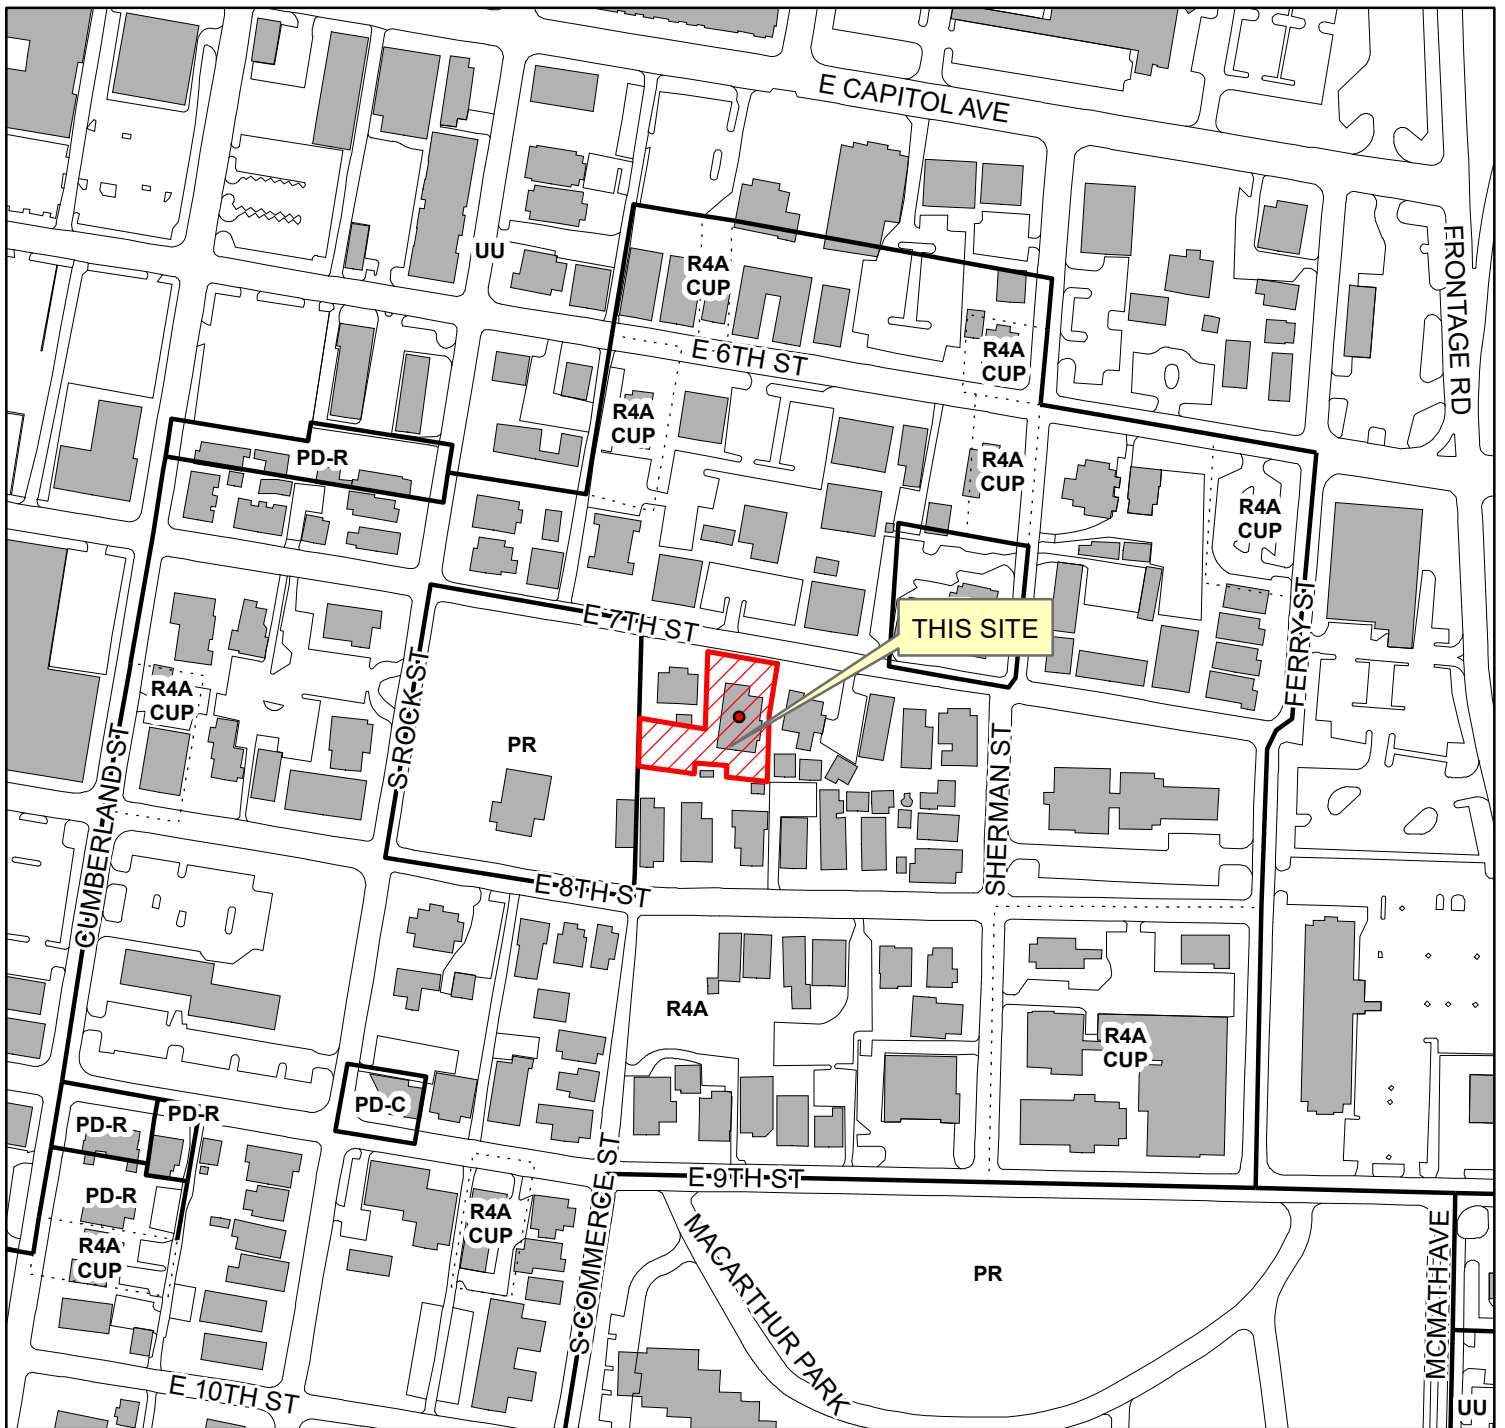 E CAPITOL AVE
FRONTAGE RD
UU
R4A
CUP
E 6TH ST
R4A
CUP
R4A
CUP
PD-R
R4A
CUP
R4A
CUP
E 7TH ST
THIS SITE
FERRY ST
S ROCK ST
R4A
CUP
PR
CUMBERLAND ST
SHERMAN ST
E 8TH ST
R4A
R4A
CUP
PD-C
PD-R
PD-R
E 9TH ST
PD-R
R4A
CUP
R4A
CUP
S COMMERCE ST
MACARTHUR PARK
PR
MCMATH AVE
E 10TH ST
UU